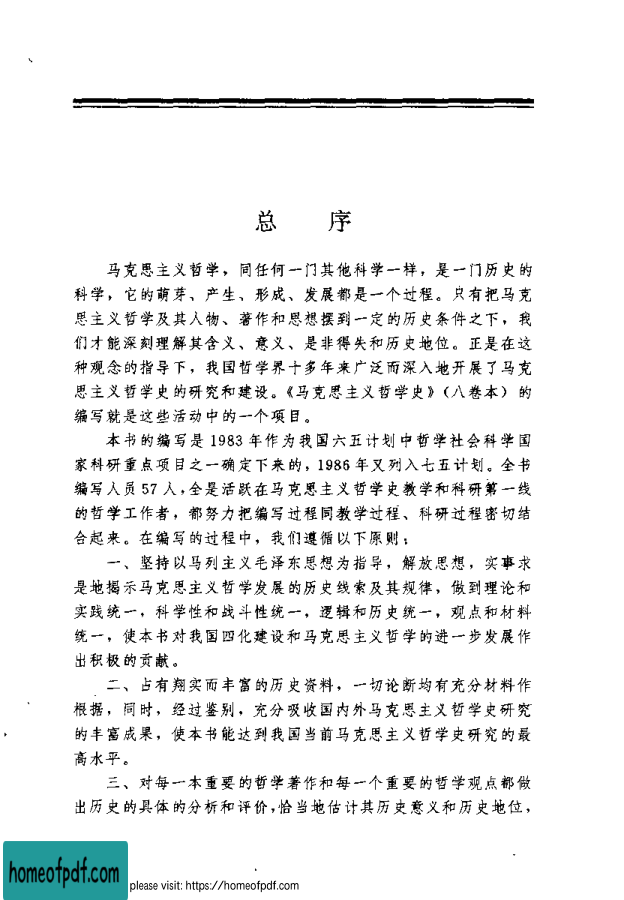 总 序
马克思主义哲学，同任何一门其他科学一样，是一门历史的
科学，它的萌芽、产生、形成、发展都是一个过程。只有把马克
思主义哲学及其人物、著作和思想摆到一定的历史条件之下，我
们才能深刻理解其含义、意义、是非得失和历史地位。正是在这
种观念的指导下，我国哲学界十多年来广泛而深入地开展了马克
思主义哲学史的研究和建设。《马克思主义哲学史》（八卷本）的
编写就是这些活动中的一个项目。
本书的编写是1983年作为我国六五计划中哲学社会科学国
家科研重点项目之一确定下来的，1986年又列入七五计划。全书
编写人员57人，全是活跃在马克思主义哲学史教学和科研第一线
的哲学工作者，都努力把编写过程同教学过程、科研过程密切结
合起来。在编写的过程中，我们遵循以下原则：
一、坚持以马列主义毛泽东思想为指导，解放思想，实事求
是地揭示马克思主义哲学发展的历史线索及其规律，做到理论和
实践统一，科学性和战斗性统一，逻辑和历史统一，观点和材料
统一，使本书对我国四化建设和马克思主义哲学的进一步发展作
出积极的贡献。
二、占有翔实而丰富的历史资料，一切论断均有充分材料作
根据，同时，经过鉴别，充分吸收国内外马克思主义哲学史研究
的丰富成果，使本书能达到我国当前马克思主义哲学史研究的最
高水平。
三、对每一本重要的哲学著作和每一个重要的哲学观点都做
出历史的具体的分析和评价，恰当地估计其历史意义和历史地位，
homeofpdf.com
please visit: https://homeofpdf.com